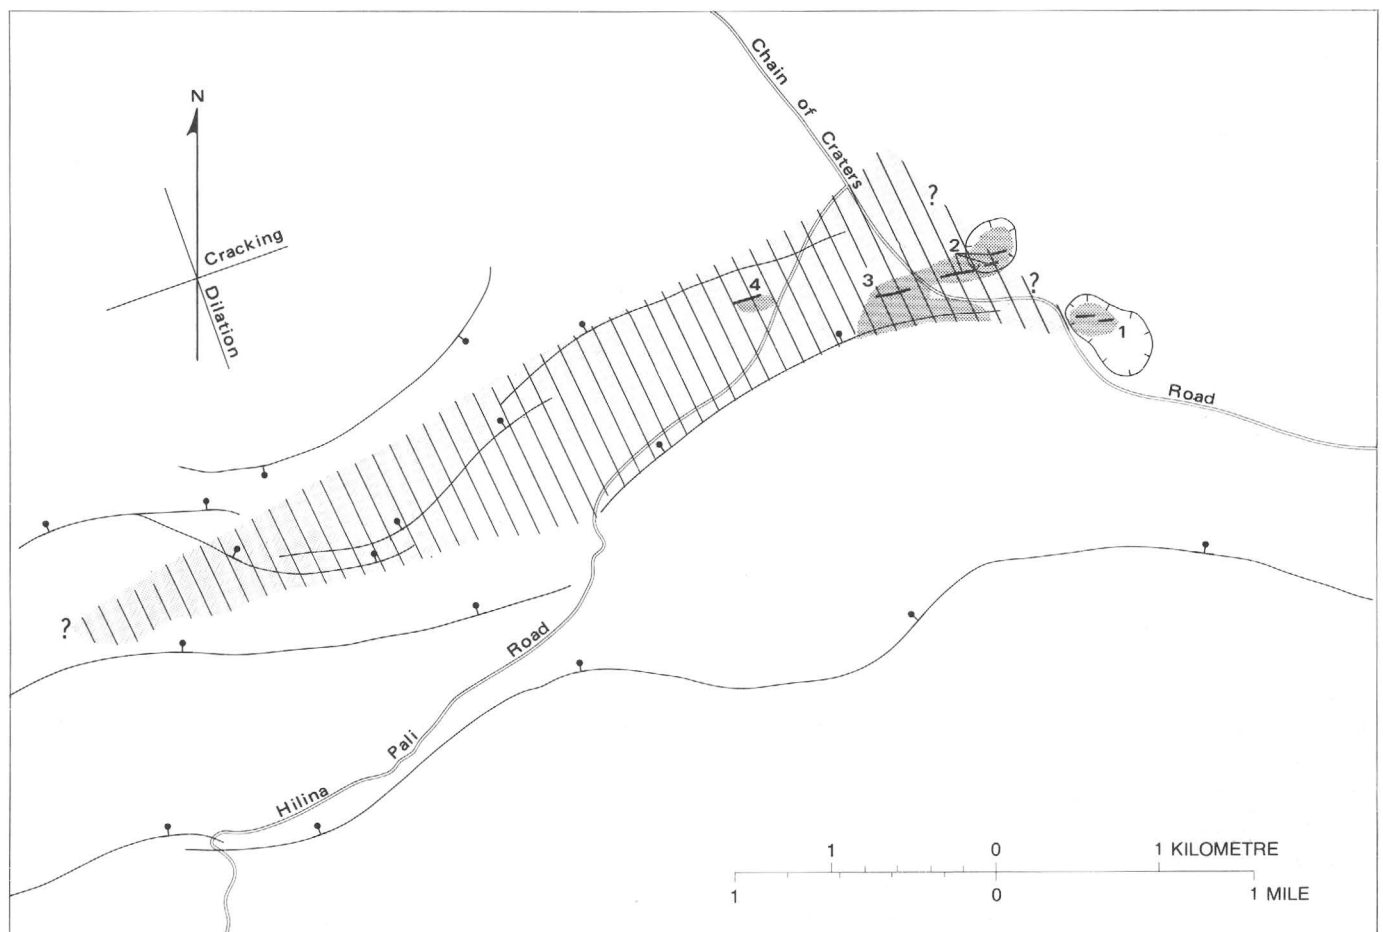 Chain of Craters
N
?
Cracking
2
Dilation
4
3
?
1
Road
?
Road
Pali
Hilina
1 0 1 KILOMETRE
1 0 1 MILE